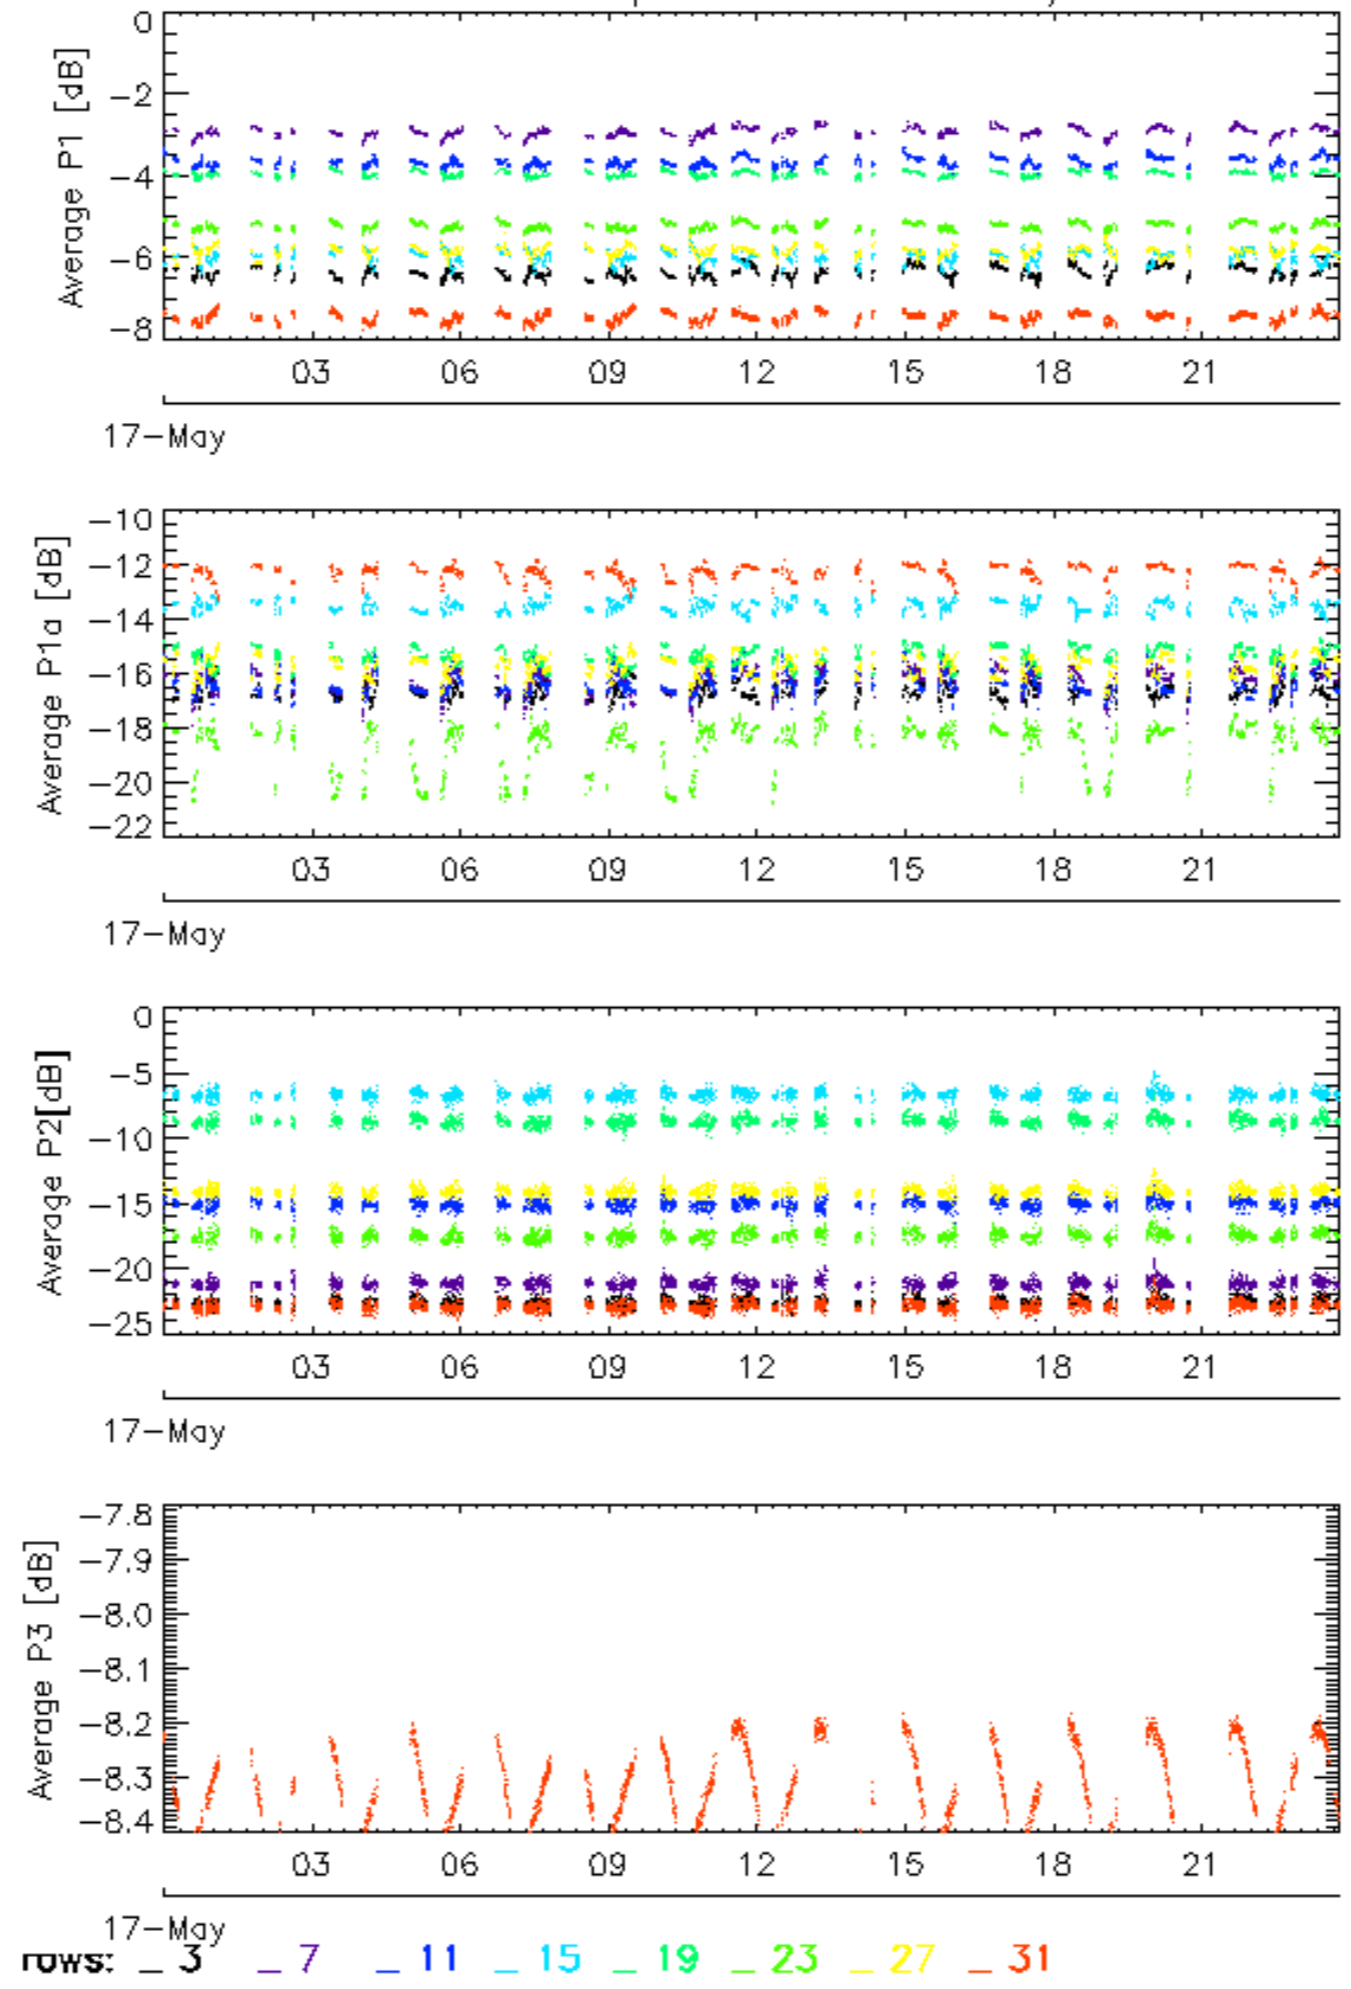 0
−2
−4
−6
−8
Average P1 [dB]
03 06 09 12 15 18 21
17−May
−10
−12
−14
−16
−18
−20
−22
Average P1a [dB]
03 06 09 12 15 18 21
17−May
0
−5
−10
−15
−20
−25
Average P2[dB]
03 06 09 12 15 18 21
17−May
−7.8
−7.9
−8.0
−8.1
−8.2
−8.3
−8.4
Average P3 [dB]
03 06 09 12 15 18 21
17−May
rows: _ 3 _ 7 _ 11 _ 15 _ 19 _ 23 _ 27 _ 31